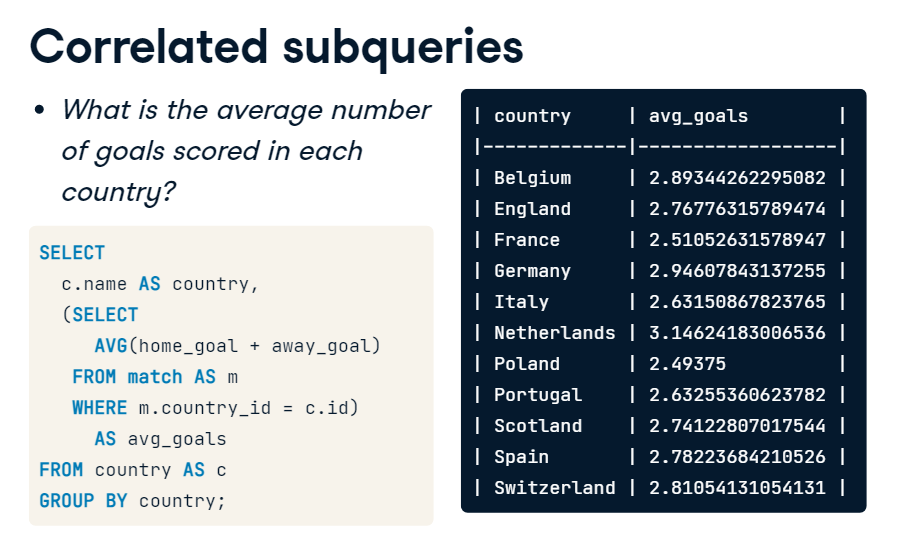 Correlated subqueries
• What is the average number
of goals scored in each
country?
SELECT
  c.name AS country,
  (SELECT
     AVG(home_goal + away_goal)
   FROM match AS m
   WHERE m.country_id = c.id)
     AS avg_goals
FROM country AS c
GROUP BY country;
| country     | avg_goals        |
|-------------|------------------|
| Belgium     | 2.89344262295082 |
| England     | 2.76776315789474 |
| France      | 2.51052631578947 |
| Germany     | 2.94607843137255 |
| Italy       | 2.63150867823765 |
| Netherlands | 3.14624183006536 |
| Poland      | 2.49375          |
| Portugal    | 2.63255360623782 |
| Scotland    | 2.74122807017544 |
| Spain       | 2.78223684210526 |
| Switzerland | 2.81054131054131 |